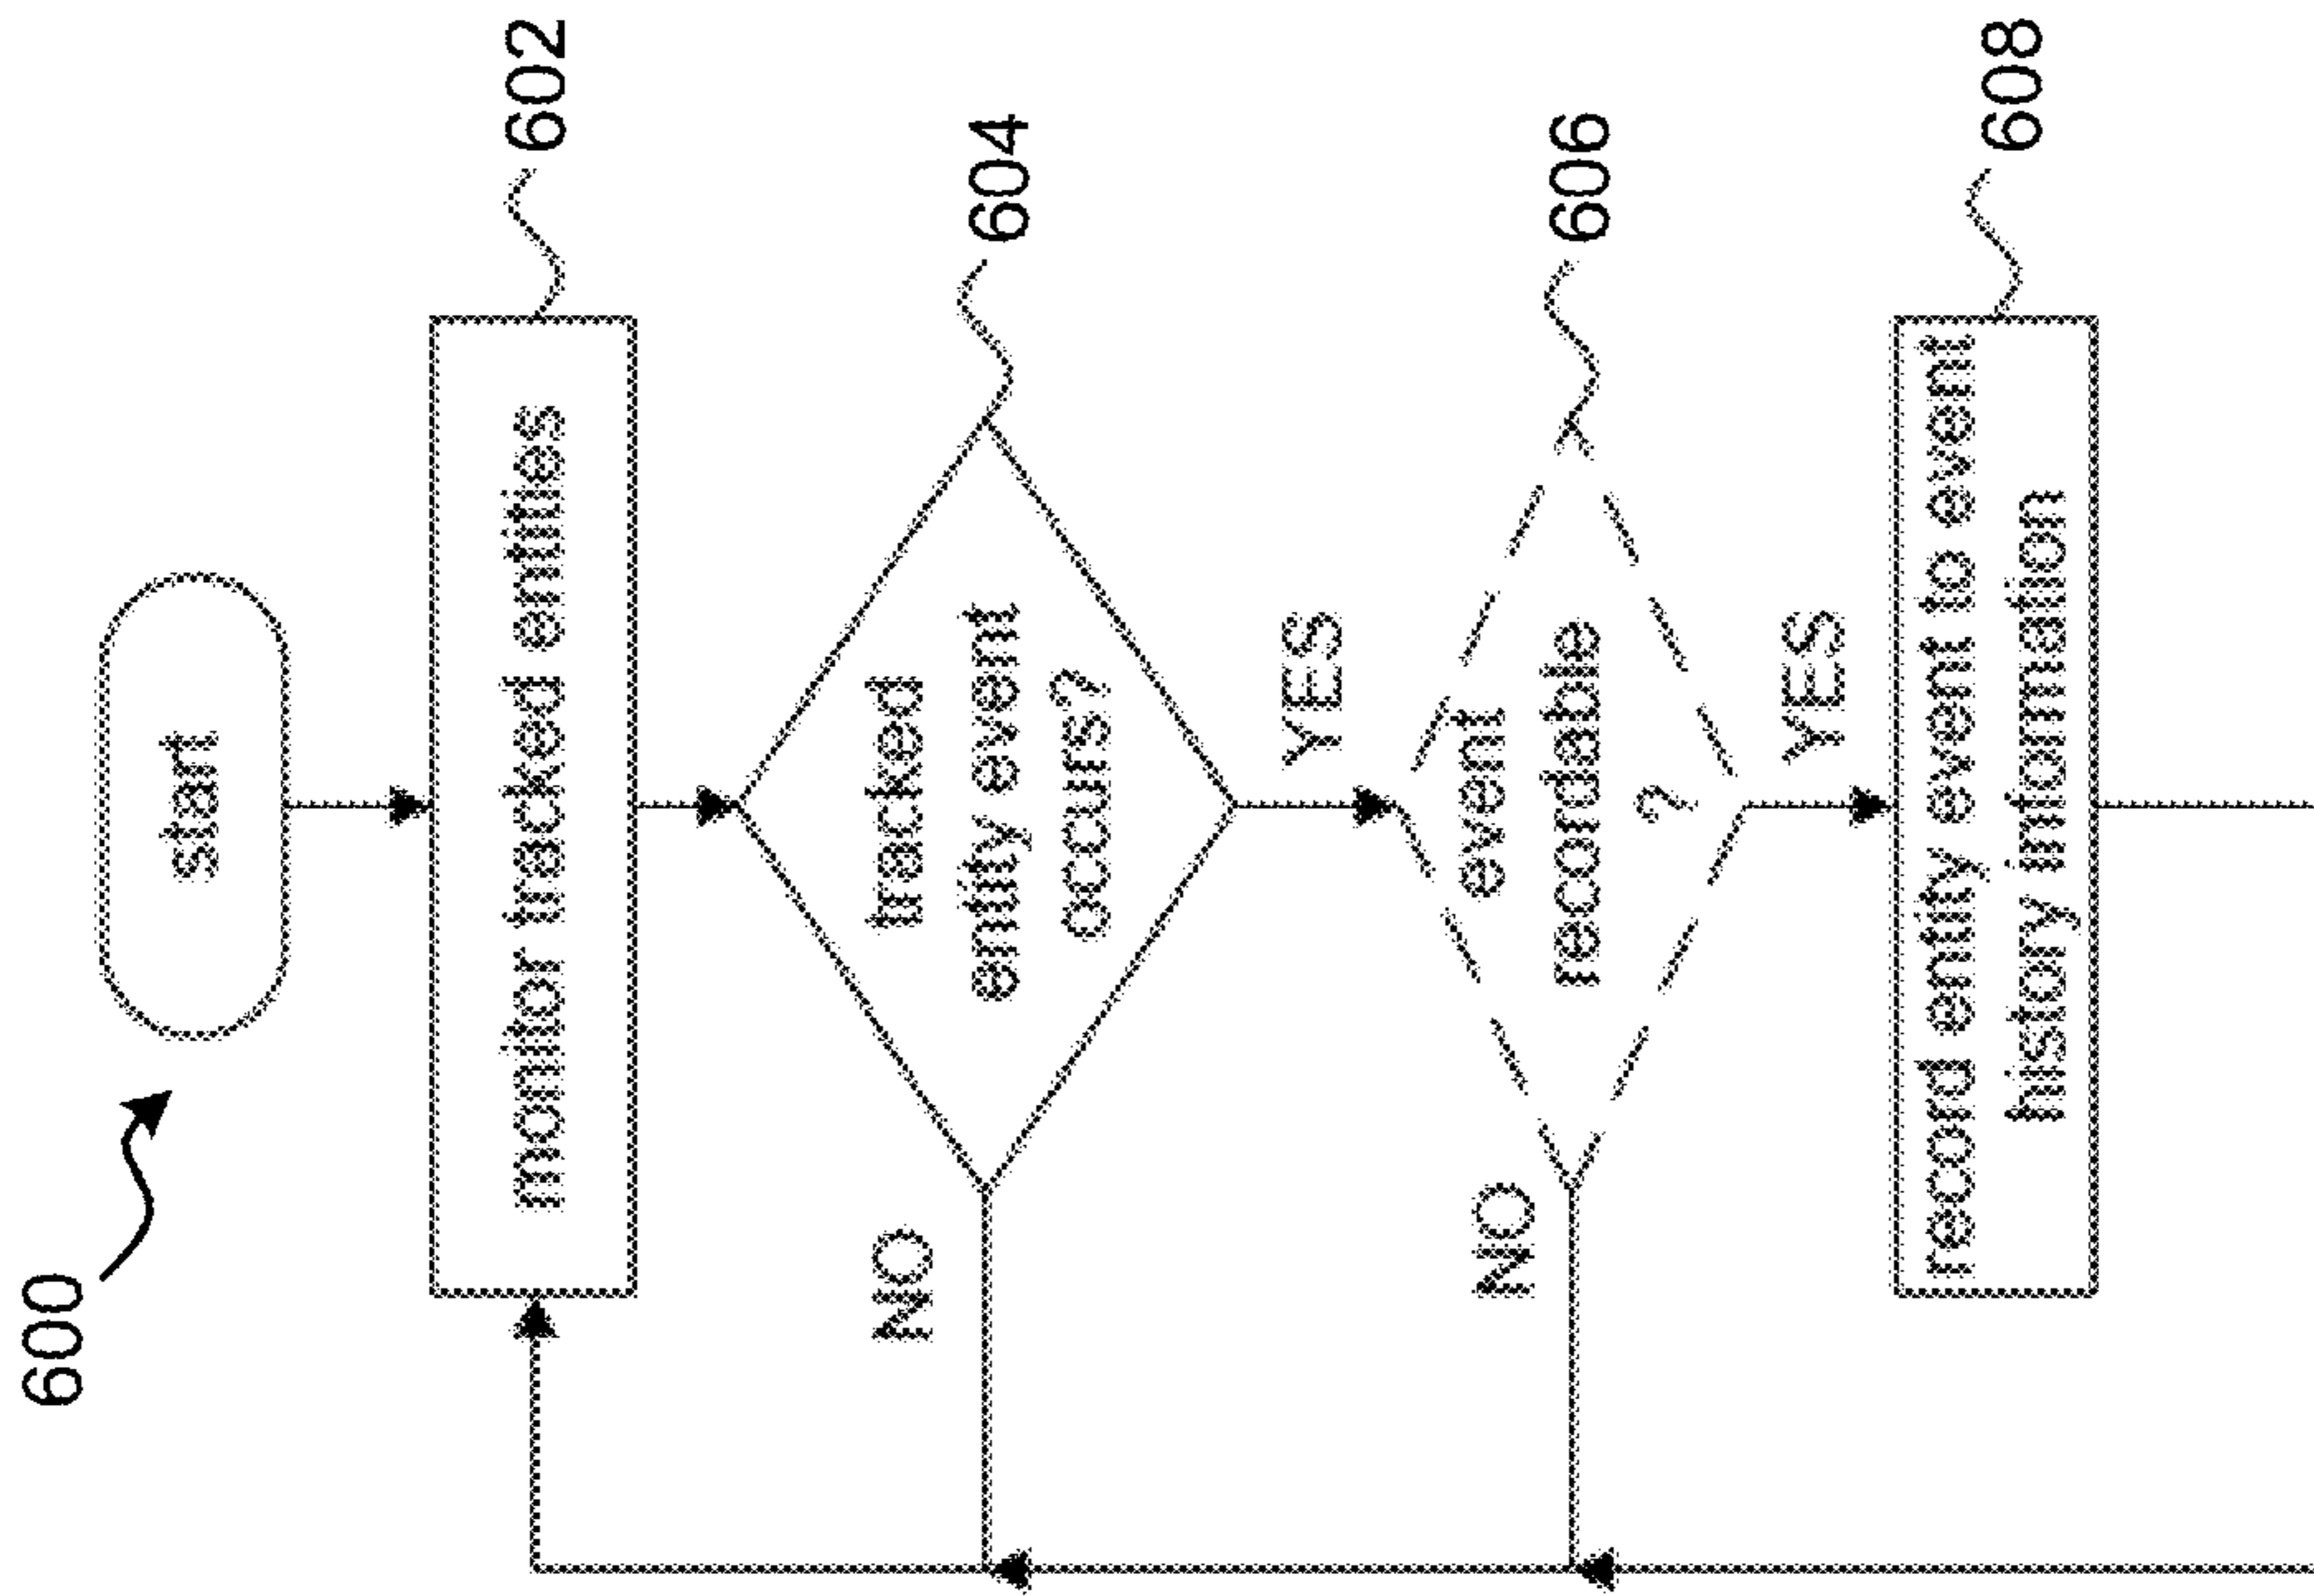 600
start
monitor tracked entities
602
tracked
entity event
occurs?
604
NO
YES
event
recordable
?
606
NO
YES
record entity event to event
history information
608